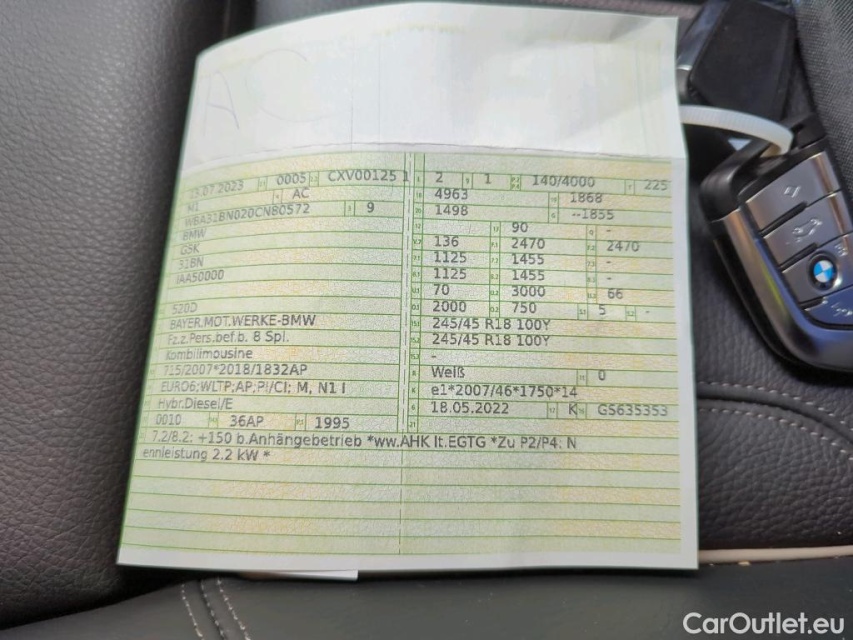 AC
23.07.2023 0005 CXV00125 1 2 1 140/4000 225
M1 AC 4963 1868
WBA31BN020CN80572 9 1498 --1855
BMW 90 -
G5K 136 2470 2470
31BN 1125 1455 -
IAA50000 1125 1455 -
70 3000 66
520D 2000 750 5 -
BAYER.MOT.WERKE-BMW 245/45 R18 100Y
Fz.z.Pers.bef.b. 8 Spl. 245/45 R18 100Y
Kombilimousine -
715/2007*2018/1832AP Weiß 0
EURO6;WLTP;AP;PI/CI; M, N1 I e1*2007/46*1750*14
Hybr.Diesel/E 18.05.2022 K GS635353
0010 36AP 1995
7.2/8.2: +150 b.Anhängebetrieb *ww.AHK lt.EGTG *Zu P2/P4: N
ennleistung 2.2 kW *
CarOutlet.eu